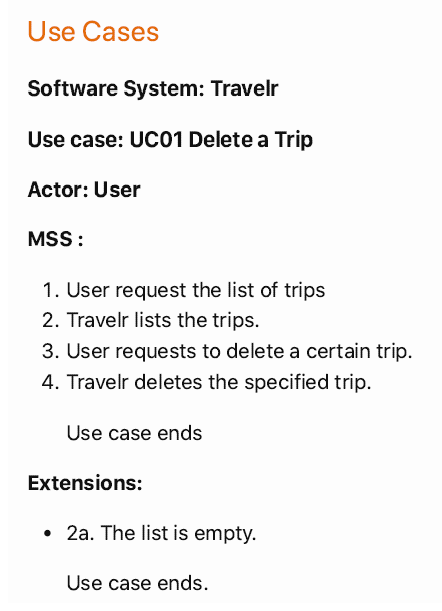 Use Cases
Software System: Travelr
Use case: UC01 Delete a Trip
Actor: User
MSS :
1. User request the list of trips
2. Travelr lists the trips.
3. User requests to delete a certain trip.
4. Travelr deletes the specified trip.
Use case ends
Extensions:
• 2a. The list is empty.
Use case ends.